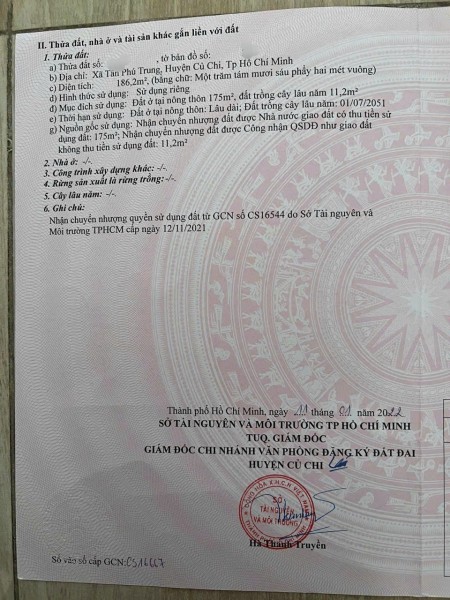 II. Thửa đất, nhà ở và tài sản khác gắn liền với đất
1. Thửa đất:
a) Thửa đất số: , tờ bản đồ số:
b) Địa chỉ: Xã Tân Phú Trung, Huyện Củ Chi, Tp Hồ Chí Minh
c) Diện tích: 186,2m², (bằng chữ: Một trăm tám mươi sáu phẩy hai mét vuông)
d) Hình thức sử dụng: Sử dụng riêng
đ) Mục đích sử dụng: Đất ở tại nông thôn 175m², đất trồng cây lâu năm 11,2m²
e) Thời hạn sử dụng: Đất ở tại nông thôn: Lâu dài; Đất trồng cây lâu năm: 01/07/2051
g) Nguồn gốc sử dụng: Nhận chuyển nhượng đất được Nhà nước giao đất có thu tiền sử
dụng đất: 175m²; Nhận chuyển nhượng đất được Công nhận QSDĐ như giao đất
không thu tiền sử dụng đất: 11,2m²
2. Nhà ở: -/-.
3. Công trình xây dựng khác: -/-.
4. Rừng sản xuất là rừng trồng: -/-.
5. Cây lâu năm: -/-.
6. Ghi chú:
Nhận chuyển nhượng quyền sử dụng đất từ GCN số CS16544 do Sở Tài nguyên và
Môi trường TPHCM cấp ngày 12/11/2021
Thành phố Hồ Chí Minh, ngày 11 tháng 01 năm 2022
SỞ TÀI NGUYÊN VÀ MÔI TRƯỜNG TP HỒ CHÍ MINH
TUQ. GIÁM ĐỐC
GIÁM ĐỐC CHI NHÁNH VĂN PHÒNG ĐĂNG KÝ ĐẤT ĐAI
HUYỆN CỦ CHI
SỞ
TÀI NGUYÊN
VÀ MÔI TRƯỜNG
Hà Thanh Truyền
Số vào sổ cấp GCN: CS16667